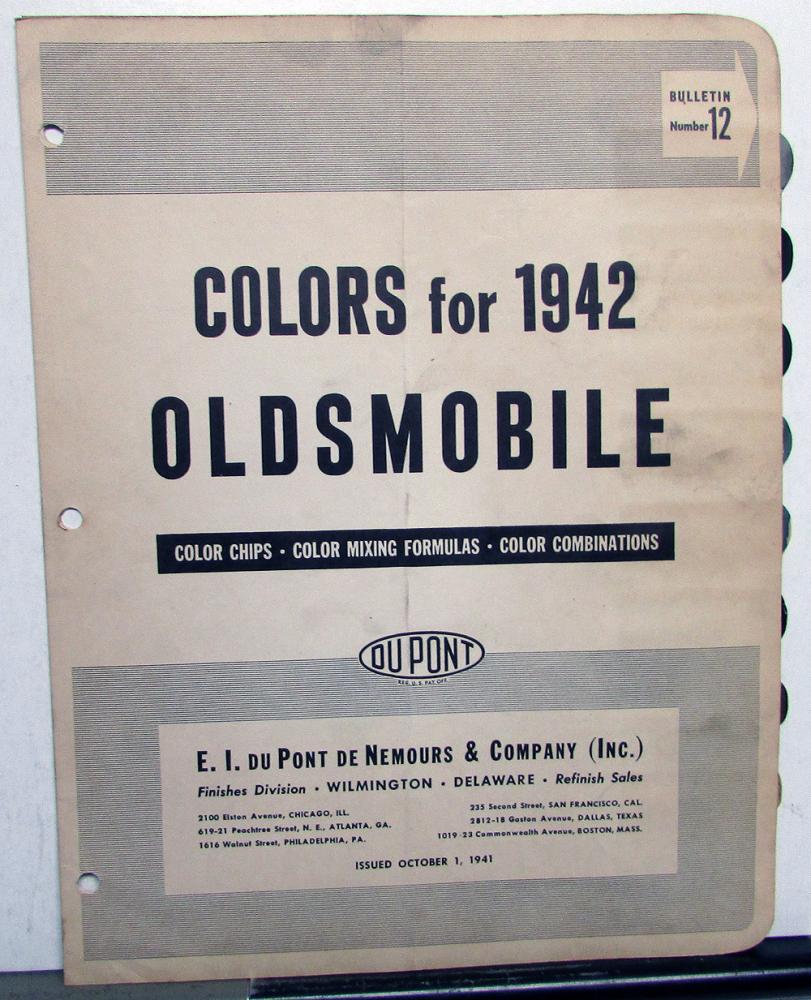 BULLETIN
Number 12
COLORS for 1942
OLDSMOBILE
COLOR CHIPS · COLOR MIXING FORMULAS · COLOR COMBINATIONS
DU PONT
REG. U.S. PAT. OFF.
E. I. DU PONT DE NEMOURS & COMPANY (INC.)
Finishes Division · WILMINGTON · DELAWARE · Refinish Sales
2100 Elston Avenue, CHICAGO, ILL.
619-21 Peachtree Street, N. E., ATLANTA, GA.
1616 Walnut Street, PHILADELPHIA, PA.
235 Second Street, SAN FRANCISCO, CAL.
2812-18 Gaston Avenue, DALLAS, TEXAS
1019-23 Commonwealth Avenue, BOSTON, MASS.
ISSUED OCTOBER 1, 1941